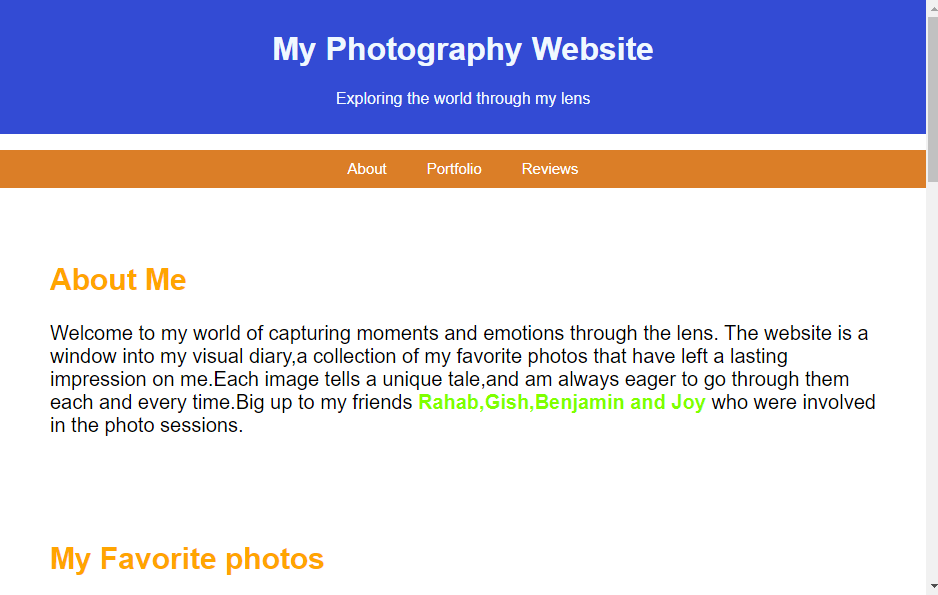 My Photography Website
Exploring the world through my lens
About
Portfolio
Reviews
About Me
Welcome to my world of capturing moments and emotions through the lens. The website is a
window into my visual diary,a collection of my favorite photos that have left a lasting
impression on me.Each image tells a unique tale,and am always eager to go through them
each and every time.Big up to my friends Rahab,Gish,Benjamin and Joy who were involved
in the photo sessions.
My Favorite photos